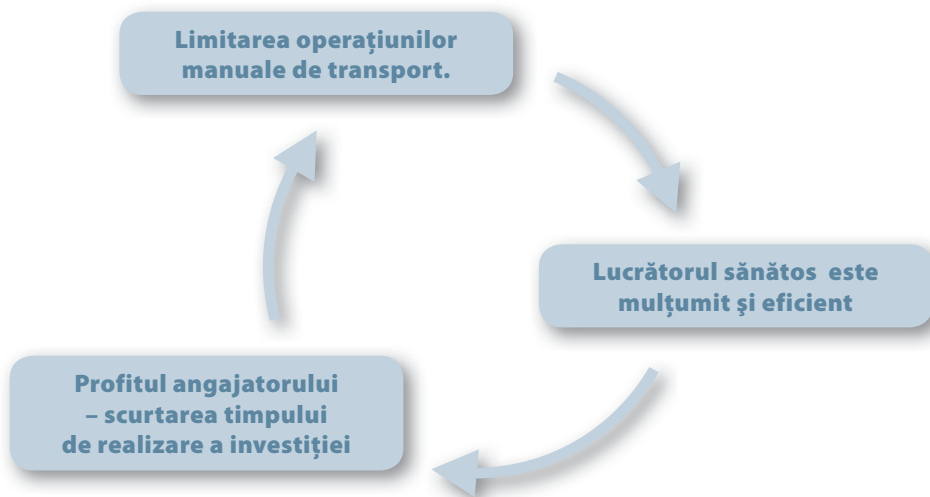 Limitarea operațiunilor
manuale de transport.
Lucrătorul sănătos este
mulțumit şi eficient
Profitul angajatorului
– scurtarea timpului
de realizare a investiției